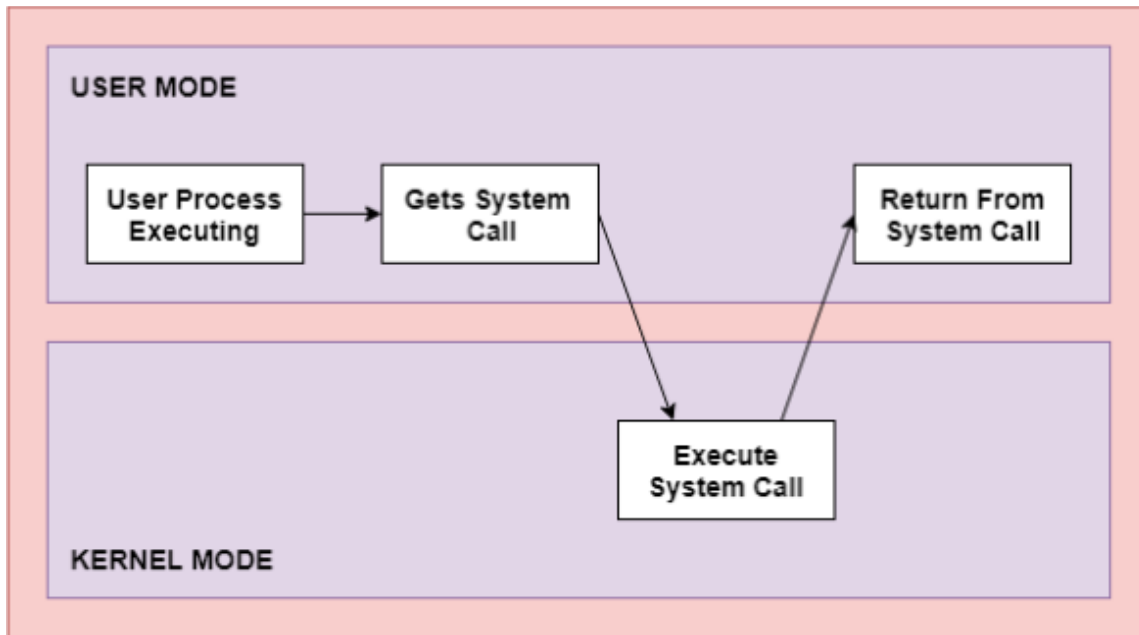 USER MODE
User Process
Executing
Gets System
Call
Return From
System Call
Execute
System Call
KERNEL MODE